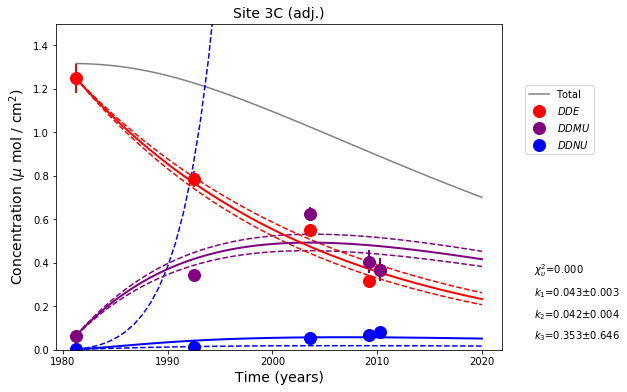 Site 3C (adj.)
Concentration (μ mol / cm²)
1.4
1.2
1.0
0.8
0.6
0.4
0.2
0.0
1980
1990
2000
2010
2020
Time (years)
Total
DDE
DDMU
DDNU
χ²ᵤ=0.000
k₁=0.043±0.003
k₂=0.042±0.004
k₃=0.353±0.646